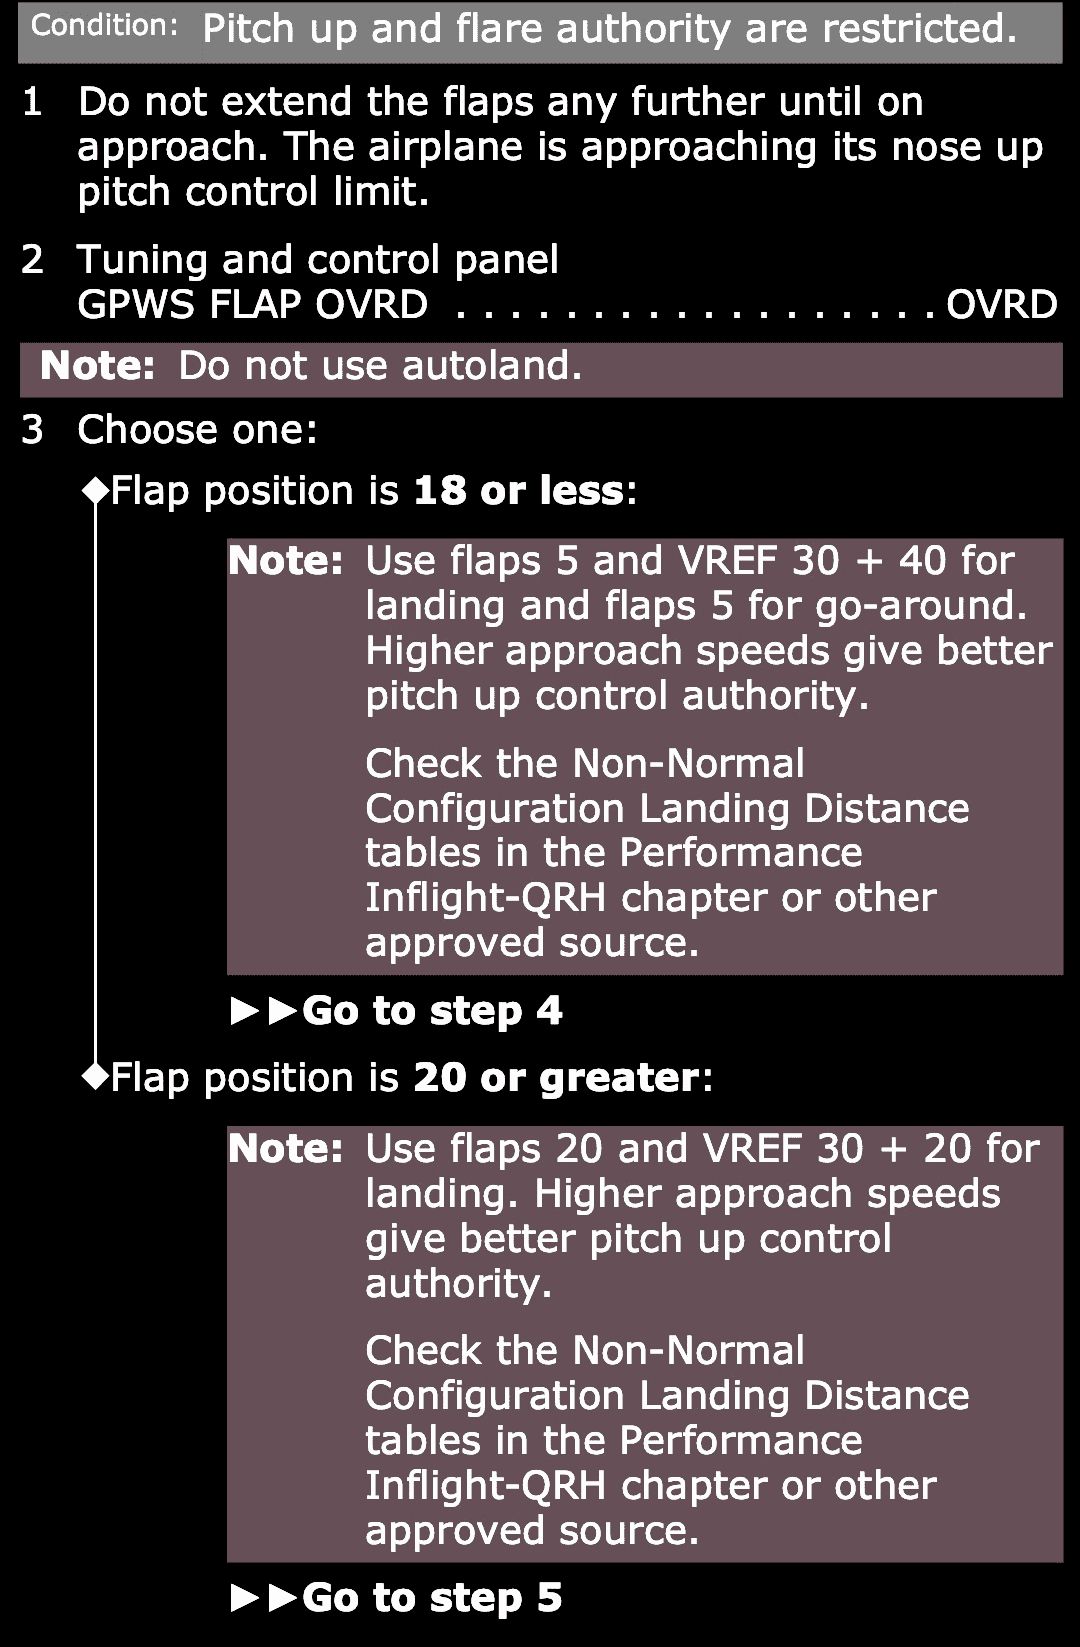 Condition: Pitch up and flare authority are restricted.
1 Do not extend the flaps any further until on
approach. The airplane is approaching its nose up
pitch control limit.
2 Tuning and control panel
GPWS FLAP OVRD . . . . . . . . . . . . . . . . . . OVRD
Note: Do not use autoland.
3 Choose one:
◆Flap position is 18 or less:
Note: Use flaps 5 and VREF 30 + 40 for
landing and flaps 5 for go-around.
Higher approach speeds give better
pitch up control authority.
Check the Non-Normal
Configuration Landing Distance
tables in the Performance
Inflight-QRH chapter or other
approved source.
▶▶Go to step 4
◆Flap position is 20 or greater:
Note: Use flaps 20 and VREF 30 + 20 for
landing. Higher approach speeds
give better pitch up control
authority.
Check the Non-Normal
Configuration Landing Distance
tables in the Performance
Inflight-QRH chapter or other
approved source.
▶▶Go to step 5